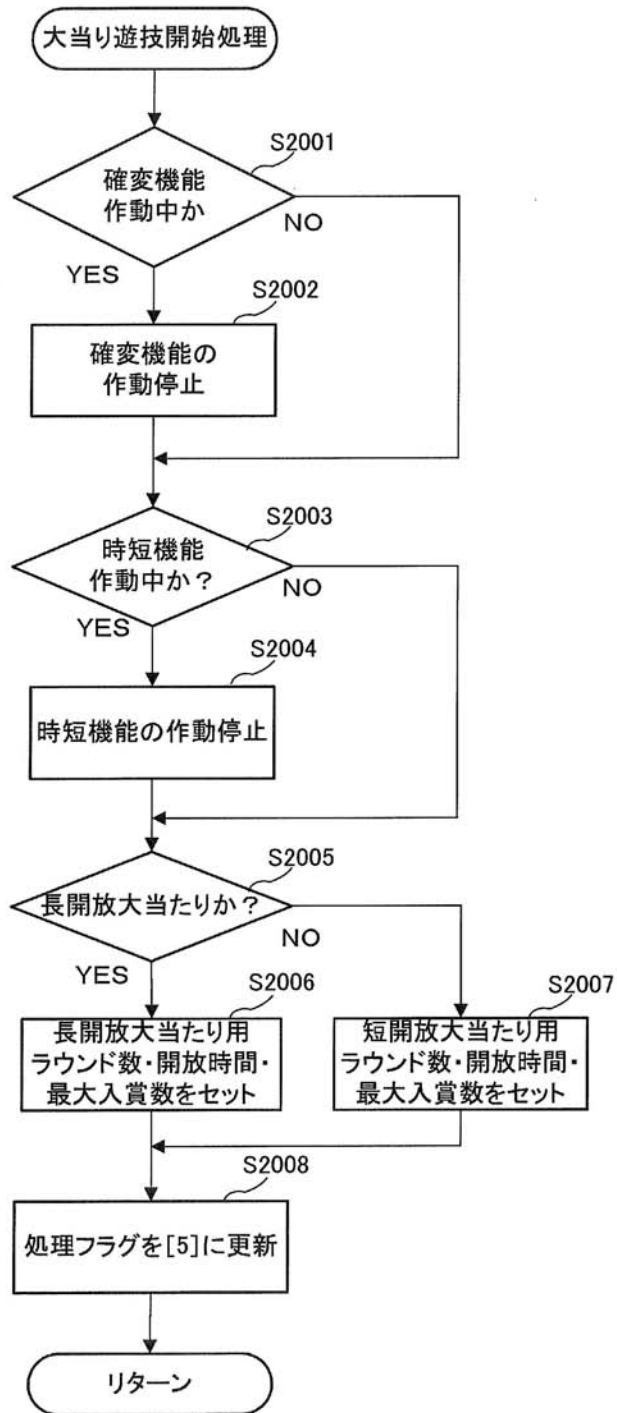 大当り遊技開始処理
S2001
確変機能
作動中か
NO
YES
S2002
確変機能の
作動停止
S2003
時短機能
作動中か？
NO
YES
S2004
時短機能の作動停止
S2005
長開放大当たりか？
NO
YES
S2006
長開放大当たり用
ラウンド数・開放時間・
最大入賞数をセット
S2007
短開放大当たり用
ラウンド数・開放時間・
最大入賞数をセット
S2008
処理フラグを[5]に更新
リターン